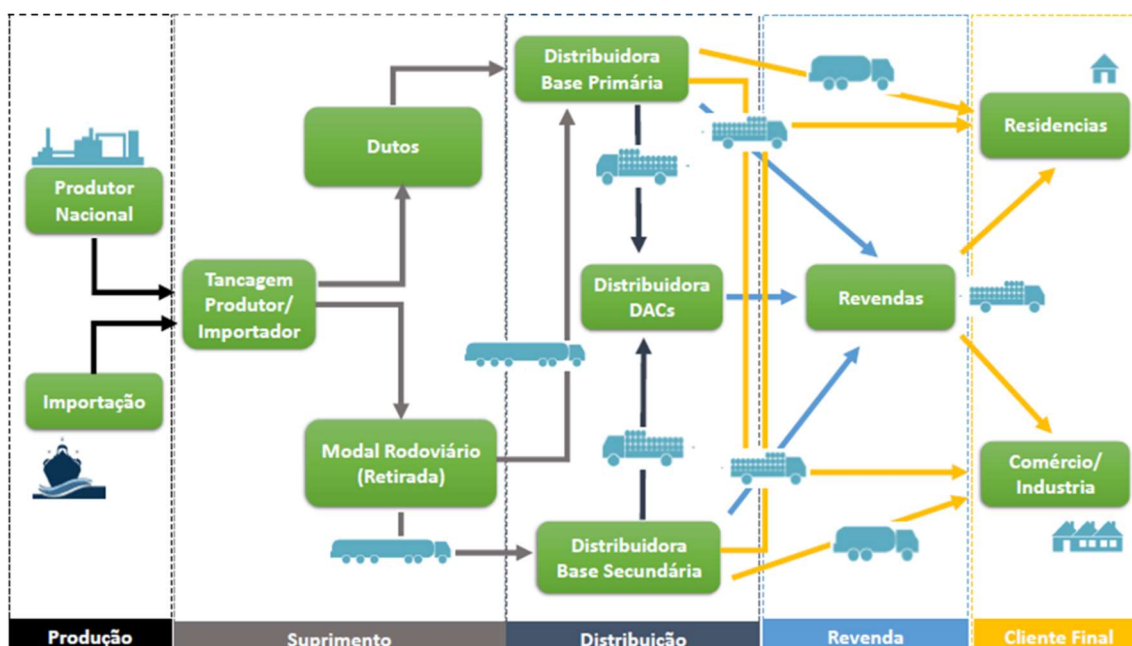 Produtor
Nacional
Importação
Tancagem
Produtor/
Importador
Dutos
Modal Rodoviário
(Retirada)
Distribuidora
Base Primária
Distribuidora
DACs
Distribuidora
Base Secundária
Revendas
Residencias
Comércio/
Industria
Produção
Suprimento
Distribuição
Revenda
Cliente Final